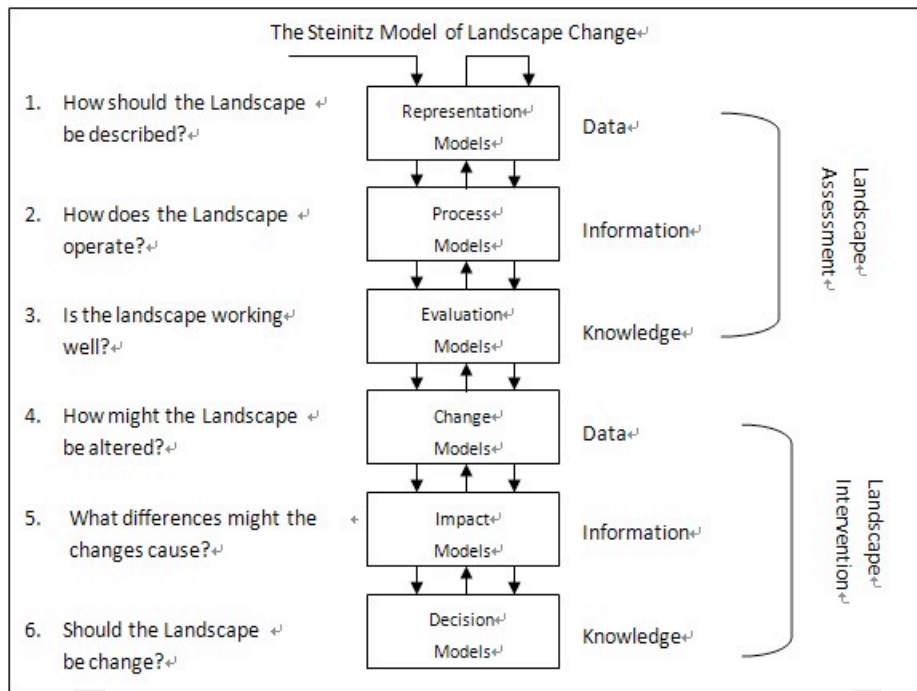 The Steinitz Model of Landscape Change↵
1. How should the Landscape ↵
be described?↵
Representation↵
Models↵
Data↵
2. How does the Landscape ↵
operate?↵
Process↵
Models↵
Information↵
3. Is the landscape working↵
well?↵
Evaluation↵
Models↵
Knowledge↵
Landscape↵
Assessment↵
4. How might the Landscape ↵
be altered?↵
Change↵
Models↵
Data↵
5. What differences might the ↵
changes cause?↵
Impact↵
Models↵
Information↵
6. Should the Landscape ↵
be change?↵
Decision↵
Models↵
Knowledge↵
Landscape↵
Intervention↵